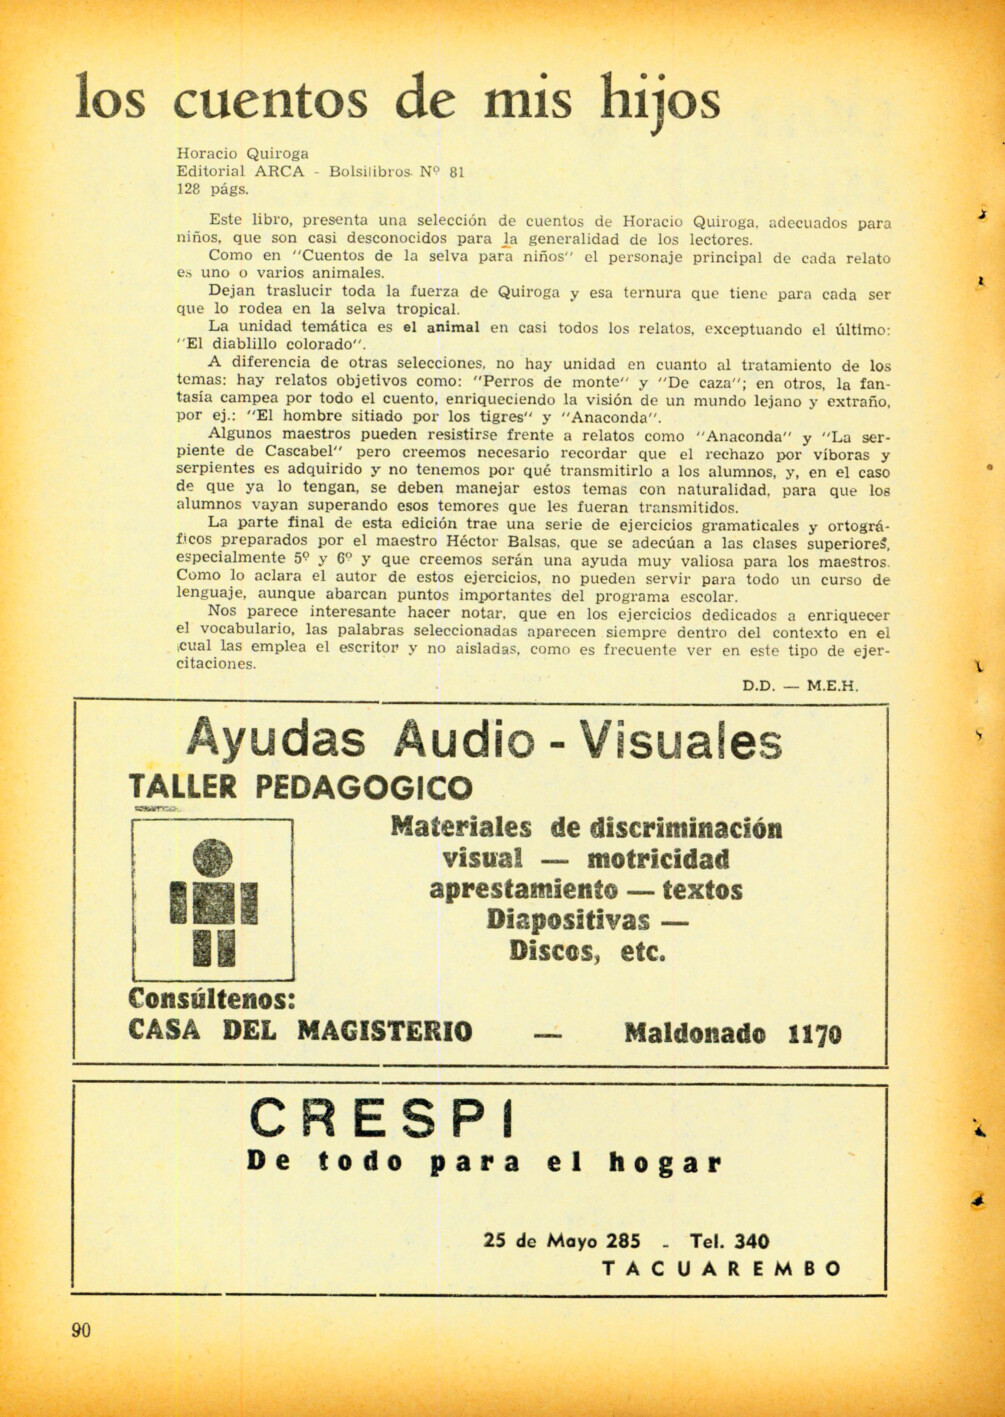 los cuentos de mis hijos
Horacio Quiroga
Editorial ARCA - Bolsilibros Nº 81
128 págs.
Este libro, presenta una selección de cuentos de Horacio Quiroga, adecuados para
niños, que son casi desconocidos para la generalidad de los lectores.
Como en "Cuentos de la selva para niños" el personaje principal de cada relato
es uno o varios animales.
Dejan traslucir toda la fuerza de Quiroga y esa ternura que tiene para cada ser
que lo rodea en la selva tropical.
La unidad temática es el animal en casi todos los relatos, exceptuando el último:
"El diablillo colorado".
A diferencia de otras selecciones, no hay unidad en cuanto al tratamiento de los
temas: hay relatos objetivos como: "Perros de monte" y "De caza"; en otros, la fan-
tasía campea por todo el cuento, enriqueciendo la visión de un mundo lejano y extraño,
por ej.: "El hombre sitiado por los tigres" y "Anaconda".
Algunos maestros pueden resistirse frente a relatos como "Anaconda" y "La ser-
piente de Cascabel" pero creemos necesario recordar que el rechazo por víboras y
serpientes es adquirido y no tenemos por qué transmitirlo a los alumnos, y, en el caso
de que ya lo tengan, se deben manejar estos temas con naturalidad, para que los
alumnos vayan superando esos temores que les fueran transmitidos.
La parte final de esta edición trae una serie de ejercicios gramaticales y ortográ-
ficos preparados por el maestro Héctor Balsas, que se adecúan a las clases superiores,
especialmente 5º y 6º y que creemos serán una ayuda muy valiosa para los maestros.
Como lo aclara el autor de estos ejercicios, no pueden servir para todo un curso de
lenguaje, aunque abarcan puntos importantes del programa escolar.
Nos parece interesante hacer notar, que en los ejercicios dedicados a enriquecer
el vocabulario, las palabras seleccionadas aparecen siempre dentro del contexto en el
cual las emplea el escritor y no aisladas, como es frecuente ver en este tipo de ejer-
citaciones.
D.D. — M.E.H.
Ayudas Audio - Visuales
TALLER PEDAGOGICO
Materiales de discriminación
visual — motricidad
aprestamiento — textos
Diapositivas —
Discos, etc.
Consúltenos:
CASA DEL MAGISTERIO — Maldonado 1170
CRESPI
De todo para el hogar
25 de Mayo 285 - Tel. 340
TACUAREMBO
90